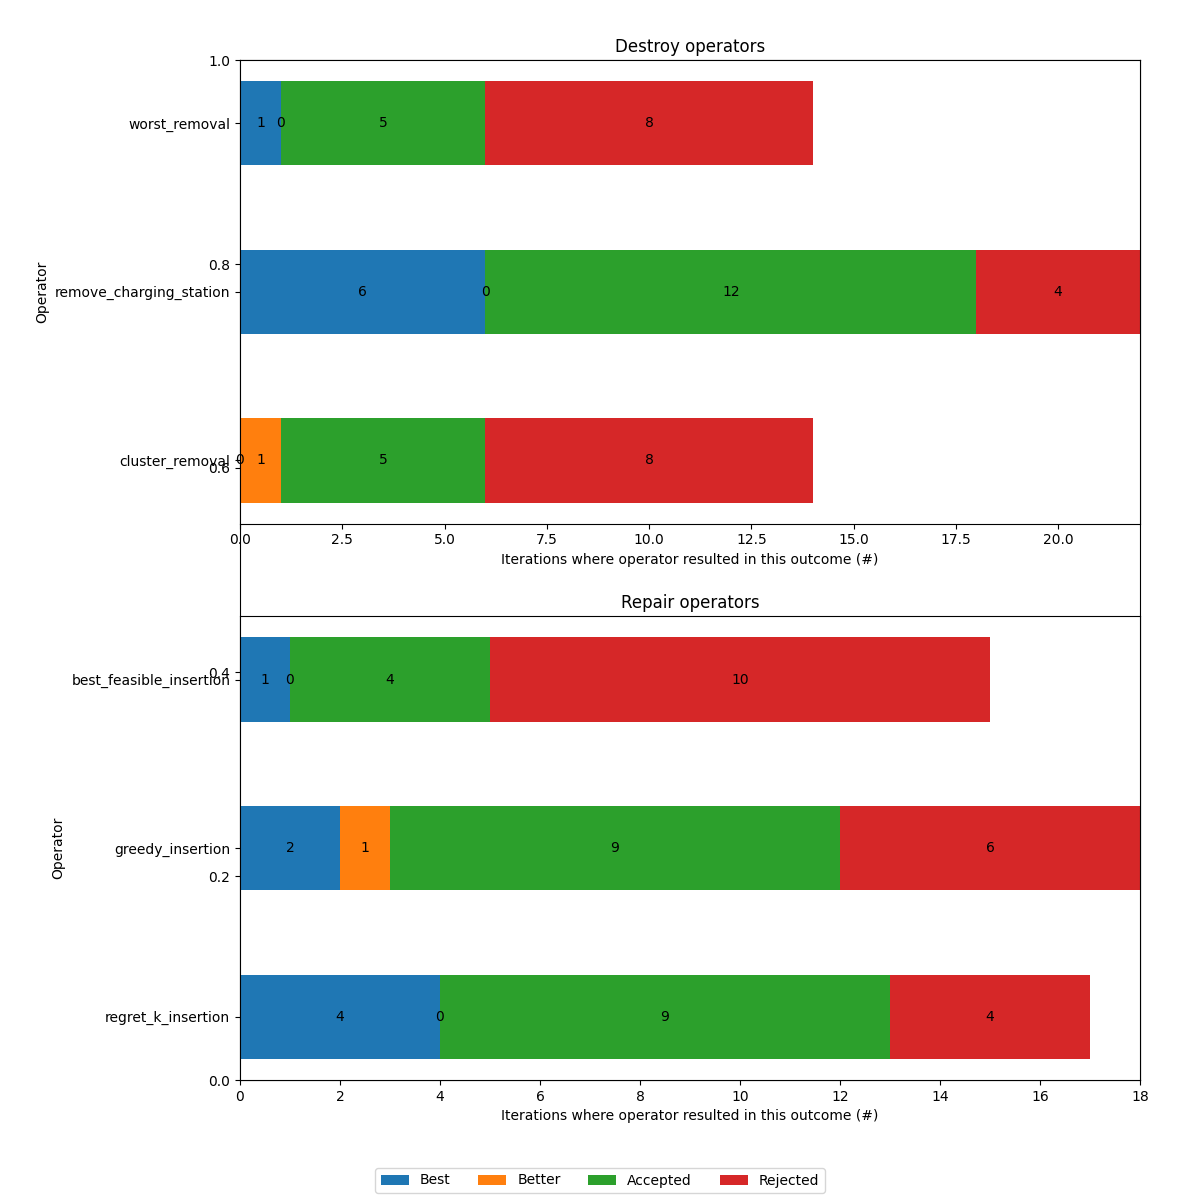 Destroy operators
1.0
worst_removal 1 0 5 8
0.8
Operator
remove_charging_station 6 0 12 4
cluster_removal 0 1 5 8
0.6
0.0 2.5 5.0 7.5 10.0 12.5 15.0 17.5 20.0
Iterations where operator resulted in this outcome (#)
Repair operators
0.4
best_feasible_insertion 1 0 4 10
Operator
greedy_insertion 2 1 9 6
0.2
regret_k_insertion 4 0 9 4
0.0
0 2 4 6 8 10 12 14 16 18
Iterations where operator resulted in this outcome (#)
Best Better Accepted Rejected